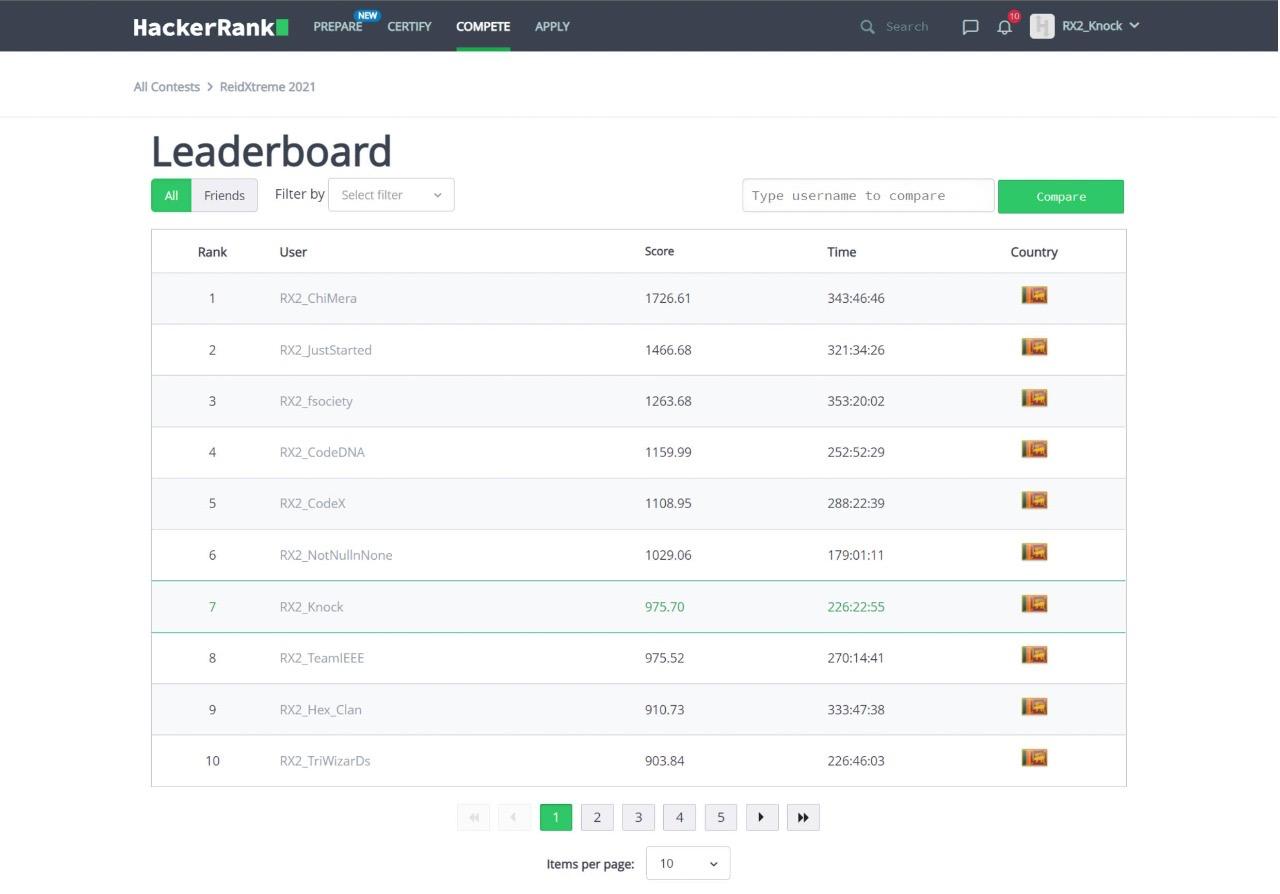 HackerRank PREPARE NEW CERTIFY COMPETE APPLY Search 10 H RX2_Knock
All Contests > ReidXtreme 2021
Leaderboard
All Friends Filter by Select filter Type username to compare Compare
Rank User Score Time Country
1 RX2_ChiMera 1726.61 343:46:46
2 RX2_JustStarted 1466.68 321:34:26
3 RX2_fsociety 1263.68 353:20:02
4 RX2_CodeDNA 1159.99 252:52:29
5 RX2_CodeX 1108.95 288:22:39
6 RX2_NotNullnNone 1029.06 179:01:11
7 RX2_Knock 975.70 226:22:55
8 RX2_TeamIEEE 975.52 270:14:41
9 RX2_Hex_Clan 910.73 333:47:38
10 RX2_TriWizarDs 903.84 226:46:03
1 2 3 4 5
Items per page: 10